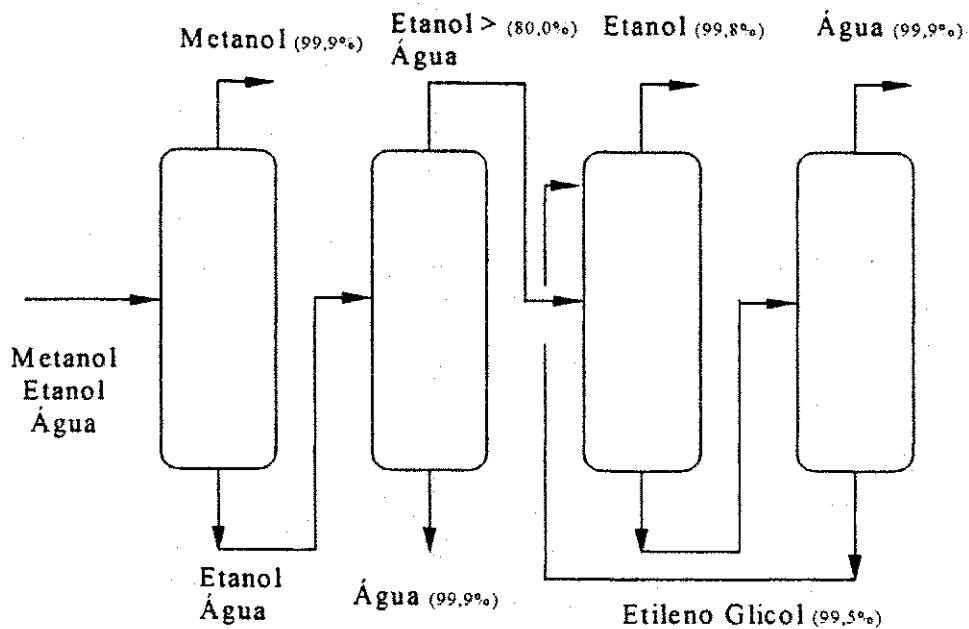 Metanol (99,9%)
Etanol > (80,0%)
Água
Etanol (99,8%)
Água (99,9%)
Metanol
Etanol
Água
Etanol
Água
Água (99,9%)
Etileno Glicol (99,5%)